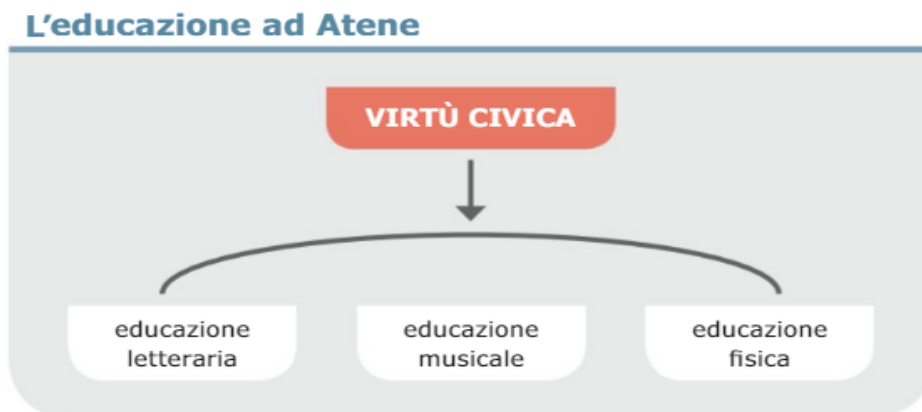 L’educazione ad Atene
VIRTÙ CIVICA
educazione
letteraria
educazione
musicale
educazione
fisica